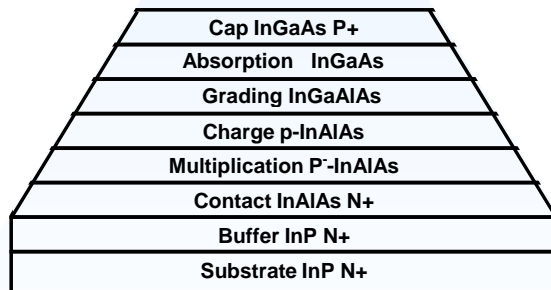 Cap InGaAs P+
Absorption InGaAs
Grading InGaAlAs
Charge p-InAlAs
Multiplication P⁻-InAlAs
Contact InAlAs N+
Buffer InP N+
Substrate InP N+